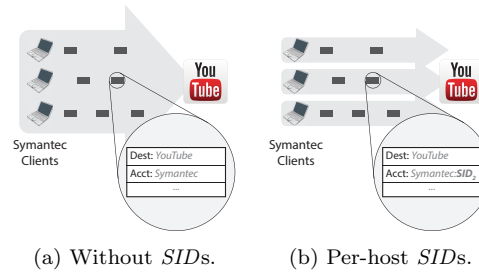 You
Tube
Symantec
Clients
Dest: YouTube
Acct: Symantec
...
(a) Without SIDs.
You
Tube
Symantec
Clients
Dest: YouTube
Acct: Symantec:SID2
...
(b) Per-host SIDs.